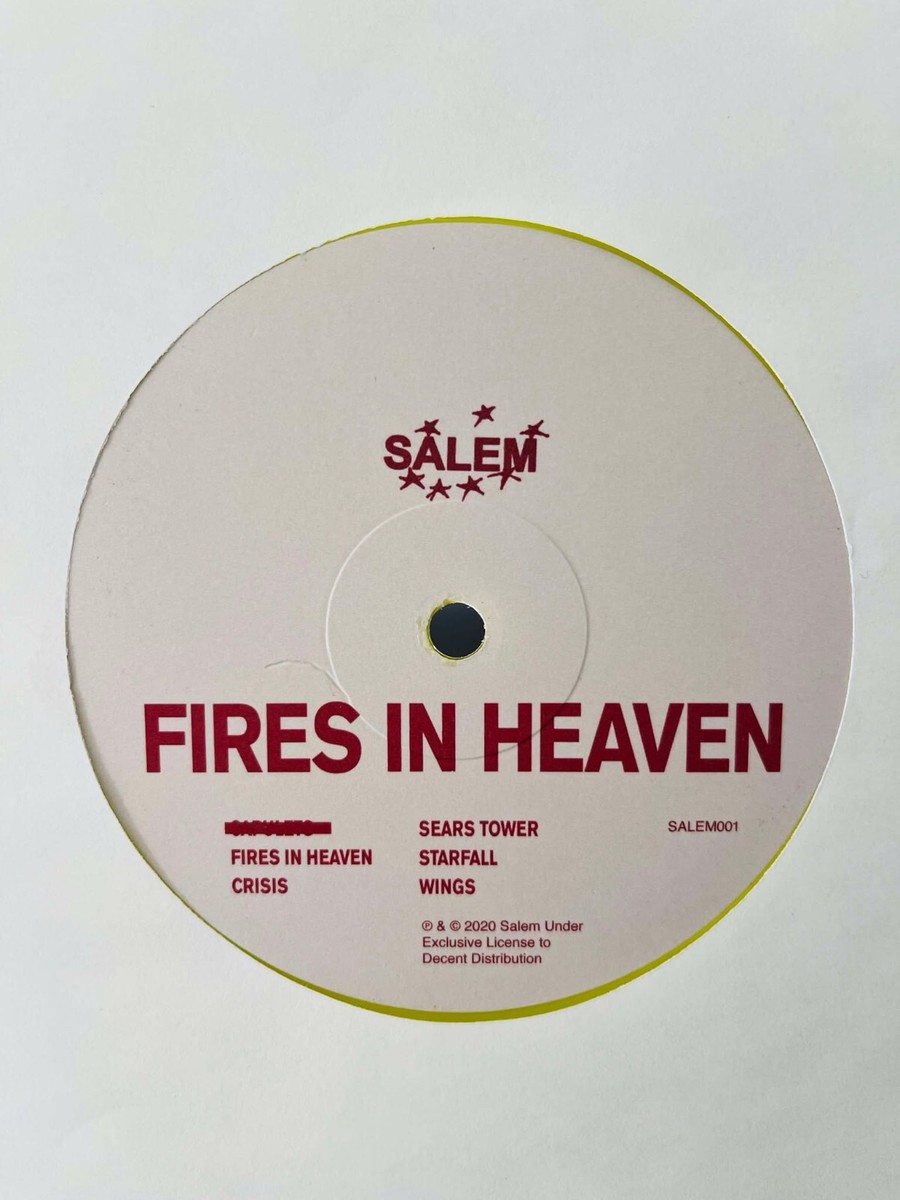 SALEM
FIRES IN HEAVEN
FIRES IN HEAVEN
CRISIS
SEARS TOWER
STARFALL
WINGS
SALEM001
℗ & © 2020 Salem Under
Exclusive License to
Decent Distribution